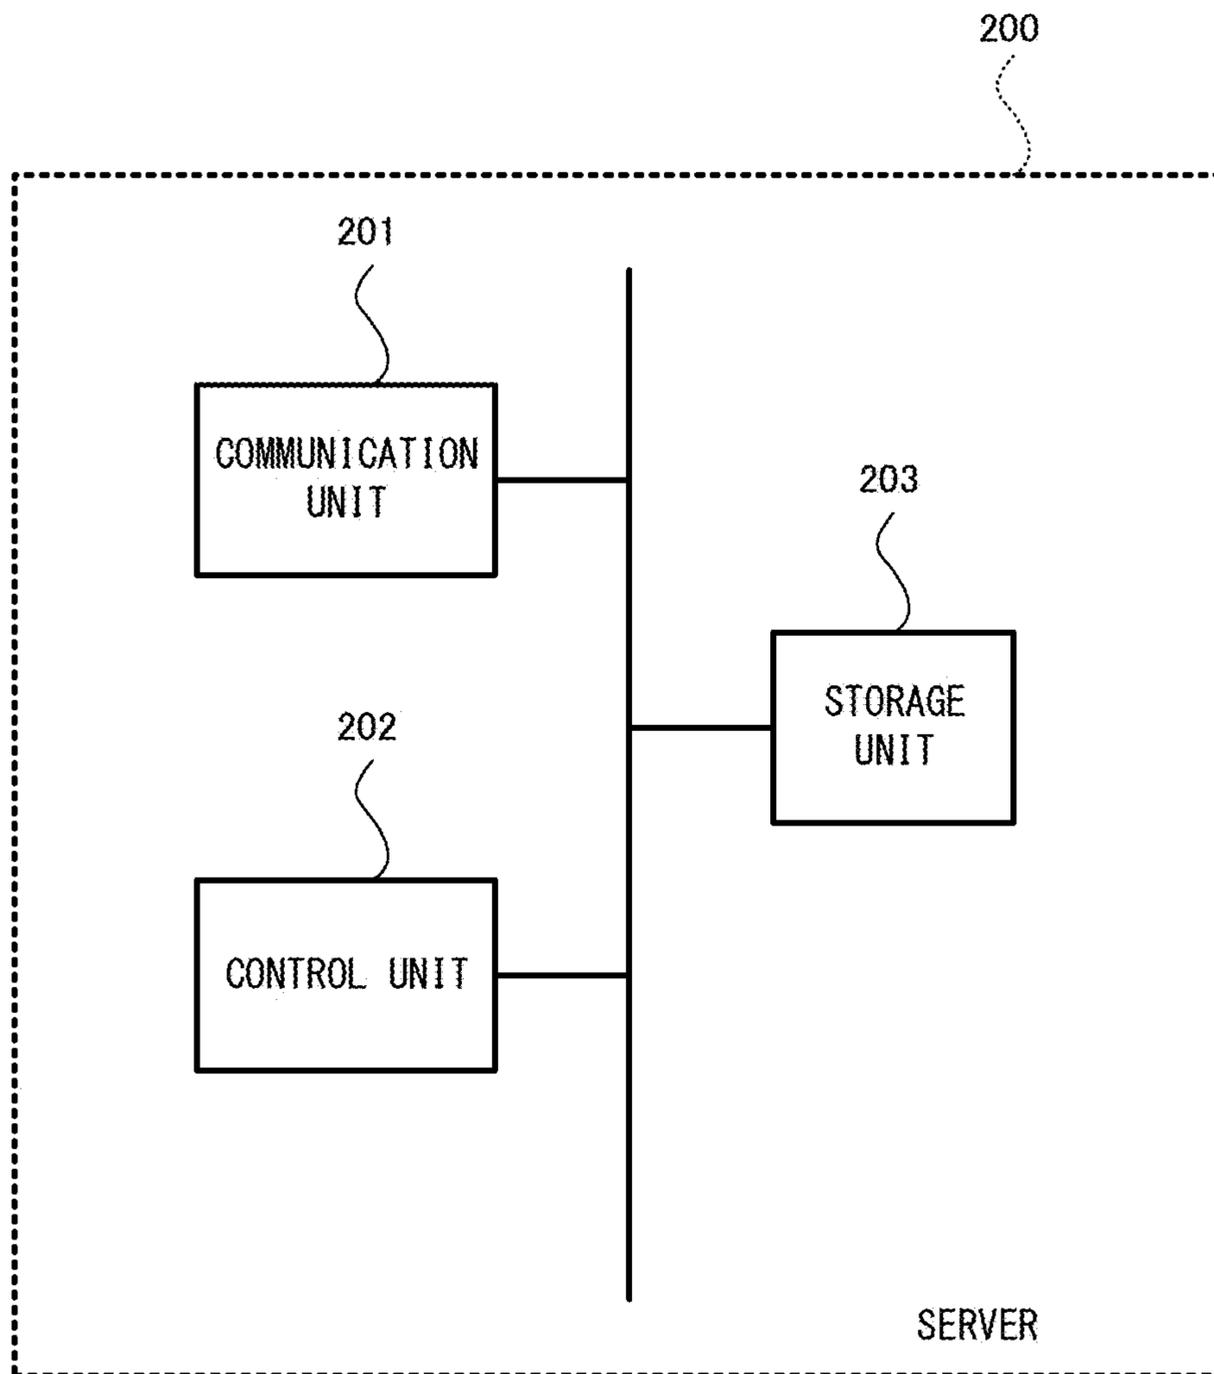 200
201
COMMUNICATION
UNIT
203
STORAGE
UNIT
202
CONTROL UNIT
SERVER